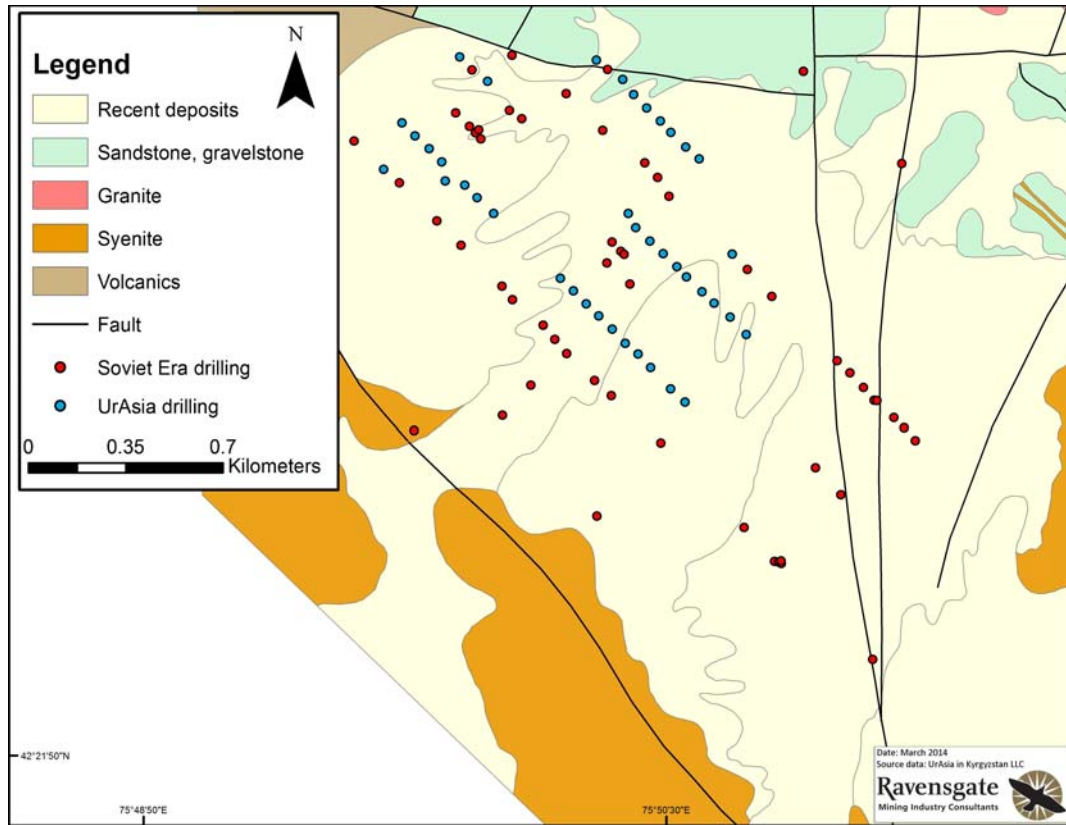 Legend
N
Recent deposits
Sandstone, gravelstone
Granite
Syenite
Volcanics
Fault
Soviet Era drilling
UrAsia drilling
0 0.35 0.7
Kilometers
42°21'50"N
75°48'50"E
75°50'30"E
Date: March 2014
Source data: UrAsia in Kyrgyzstan LLC
Ravensgate
Mining Industry Consultants